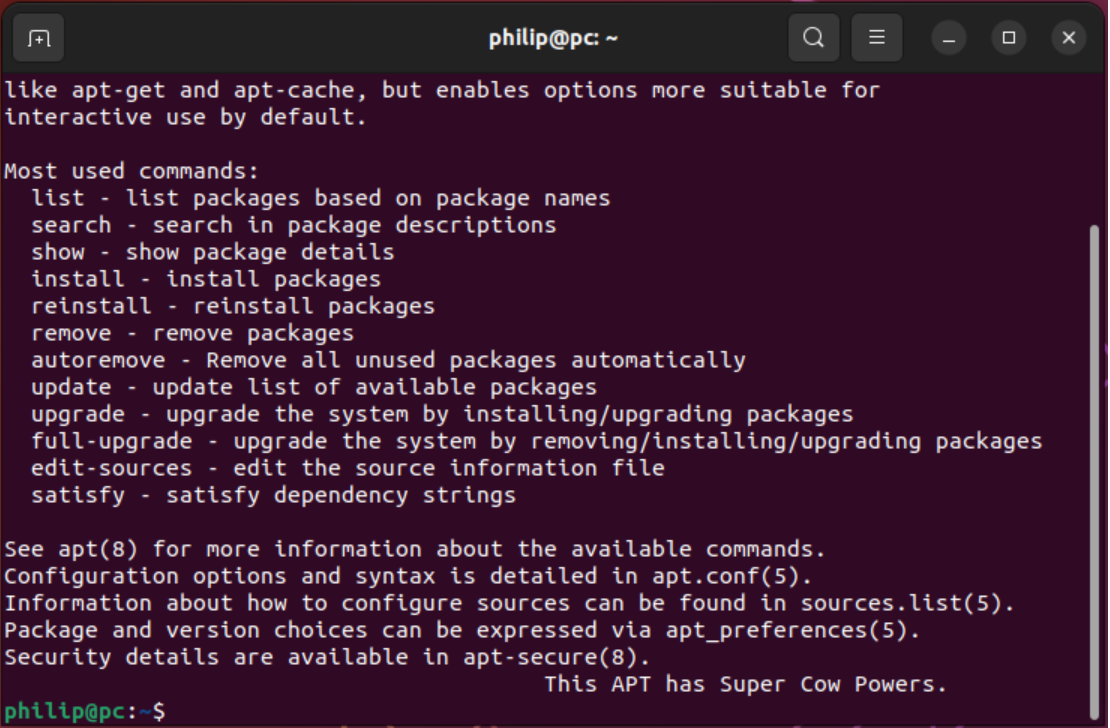 philip@pc: ~
like apt-get and apt-cache, but enables options more suitable for
interactive use by default.

Most used commands:
  list - list packages based on package names
  search - search in package descriptions
  show - show package details
  install - install packages
  reinstall - reinstall packages
  remove - remove packages
  autoremove - Remove all unused packages automatically
  update - update list of available packages
  upgrade - upgrade the system by installing/upgrading packages
  full-upgrade - upgrade the system by removing/installing/upgrading packages
  edit-sources - edit the source information file
  satisfy - satisfy dependency strings

See apt(8) for more information about the available commands.
Configuration options and syntax is detailed in apt.conf(5).
Information about how to configure sources can be found in sources.list(5).
Package and version choices can be expressed via apt_preferences(5).
Security details are available in apt-secure(8).
                                        This APT has Super Cow Powers.
philip@pc:~$